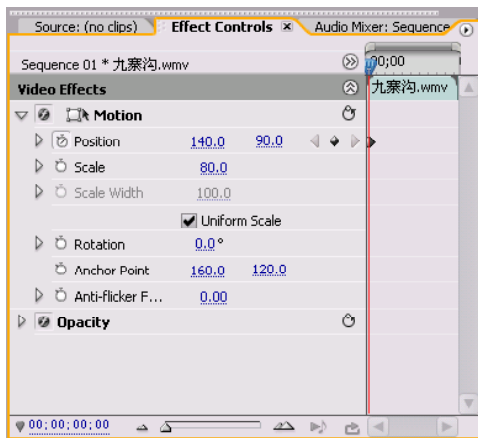 Source: (no clips) Effect Controls Audio Mixer: Sequence
Sequence 01 * 九寨沟.wmv 00;00
Video Effects 九寨沟.wmv
Motion
Position 140.0 90.0
Scale 80.0
Scale Width 100.0
Uniform Scale
Rotation 0.0°
Anchor Point 160.0 120.0
Anti-flicker F... 0.00
Opacity
00;00;00;00